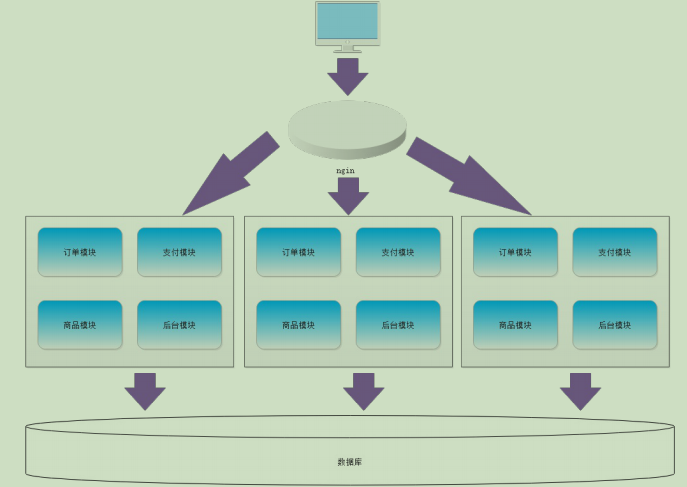 ngin
订单模块 支付模块 订单模块 支付模块 订单模块 支付模块
商品模块 后台模块 商品模块 后台模块 商品模块 后台模块
数据库